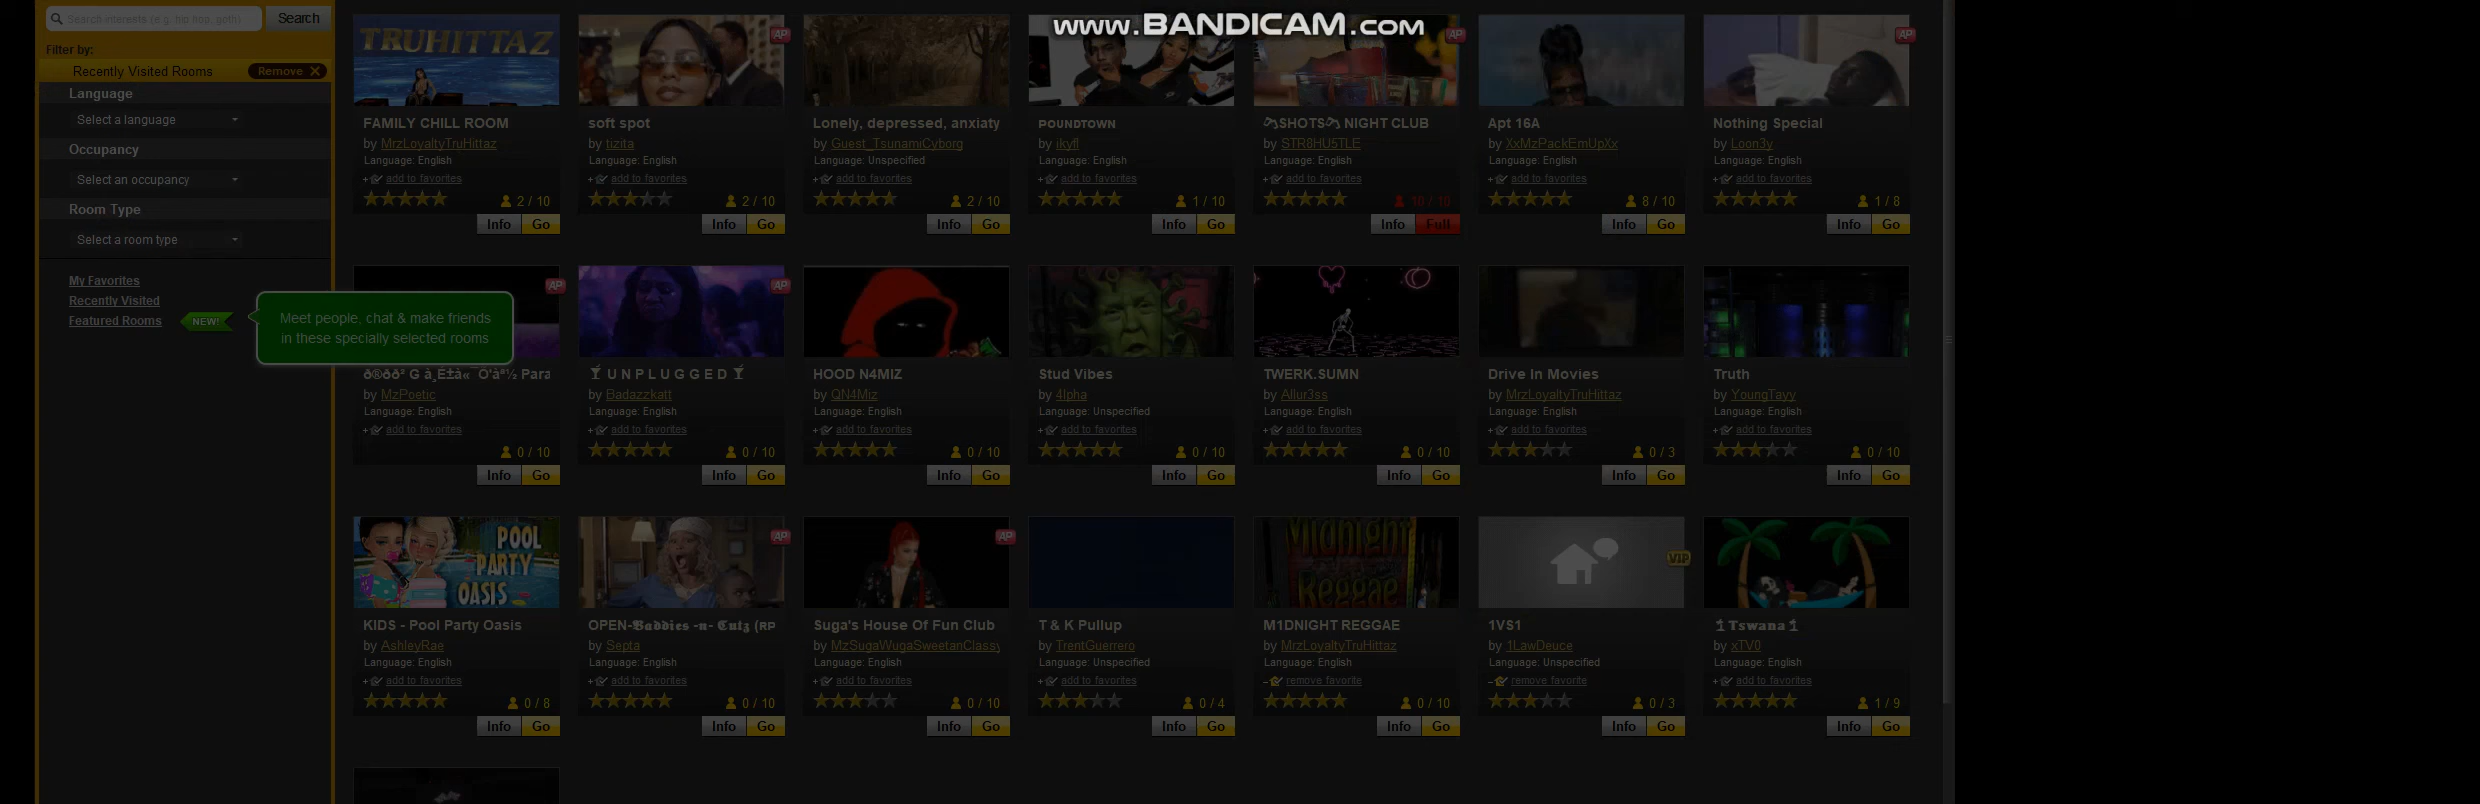 www.BANDICAM.com
Search interests (e.g. hip hop, goth)
Search
Filter by:
Recently Visited Rooms
Remove
Language
Select a language
Occupancy
Select an occupancy
Room Type
Select a room type
My Favorites
Recently Visited
Featured Rooms
NEW!
Meet people, chat & make friends
in these specially selected rooms
TRUHITTAZ
FAMILY CHILL ROOM
by MrzLoyaltyTruHittaz
Language: English
add to favorites
2 / 10
Info Go
AP
soft spot
by tizita
Language: English
add to favorites
2 / 10
Info Go
Lonely, depressed, anxiaty
by Guest_TsunamiCyborg
Language: Unspecified
add to favorites
2 / 10
Info Go
ᴘᴏᴜɴᴅᴛᴏᴡɴ
by ikyfl
Language: English
add to favorites
1 / 10
Info Go
AP
SHOTS NIGHT CLUB
by STR8HU5TLE
Language: English
add to favorites
10 / 10
Info Full
Apt 16A
by XxMzPackEmUpXx
Language: English
add to favorites
8 / 10
Info Go
AP
Nothing Special
by Loon3y
Language: English
add to favorites
1 / 8
Info Go
AP
by MzPoetic
Language: English
add to favorites
0 / 10
Info Go
AP
U N P L U G G E D
by Badazzkatt
Language: English
add to favorites
0 / 10
Info Go
HOOD N4MIZ
by QN4Miz
Language: English
add to favorites
0 / 10
Info Go
Stud Vibes
by 4lpha
Language: Unspecified
add to favorites
0 / 10
Info Go
TWERK.SUMN
by Allur3ss
Language: English
add to favorites
0 / 10
Info Go
Drive In Movies
by MrzLoyaltyTruHittaz
Language: English
add to favorites
0 / 3
Info Go
Truth
by YoungTayy
Language: English
add to favorites
0 / 10
Info Go
POOL
PARTY
OASIS
KIDS - Pool Party Oasis
by AshleyRae
Language: English
add to favorites
0 / 8
Info Go
AP
OPEN-𝕭𝖆𝖉𝖉𝖎𝖊𝖘 -𝖓- 𝕮𝖚𝖙𝖟 (ʀᴘ
by Septa
Language: English
add to favorites
0 / 10
Info Go
AP
Suga's House Of Fun Club
by MzSugaWugaSweetanClassy
Language: English
add to favorites
0 / 10
Info Go
T & K Pullup
by TrentGuerrero
Language: Unspecified
add to favorites
0 / 4
Info Go
Midnight
Reggae
M1DNIGHT REGGAE
by MrzLoyaltyTruHittaz
Language: English
remove favorite
0 / 10
Info Go
VIP
1VS1
by 1LawDeuce
Language: Unspecified
remove favorite
0 / 3
Info Go
𝐓𝐬𝐰𝐚𝐧𝐚
by xTV0
Language: English
add to favorites
1 / 9
Info Go